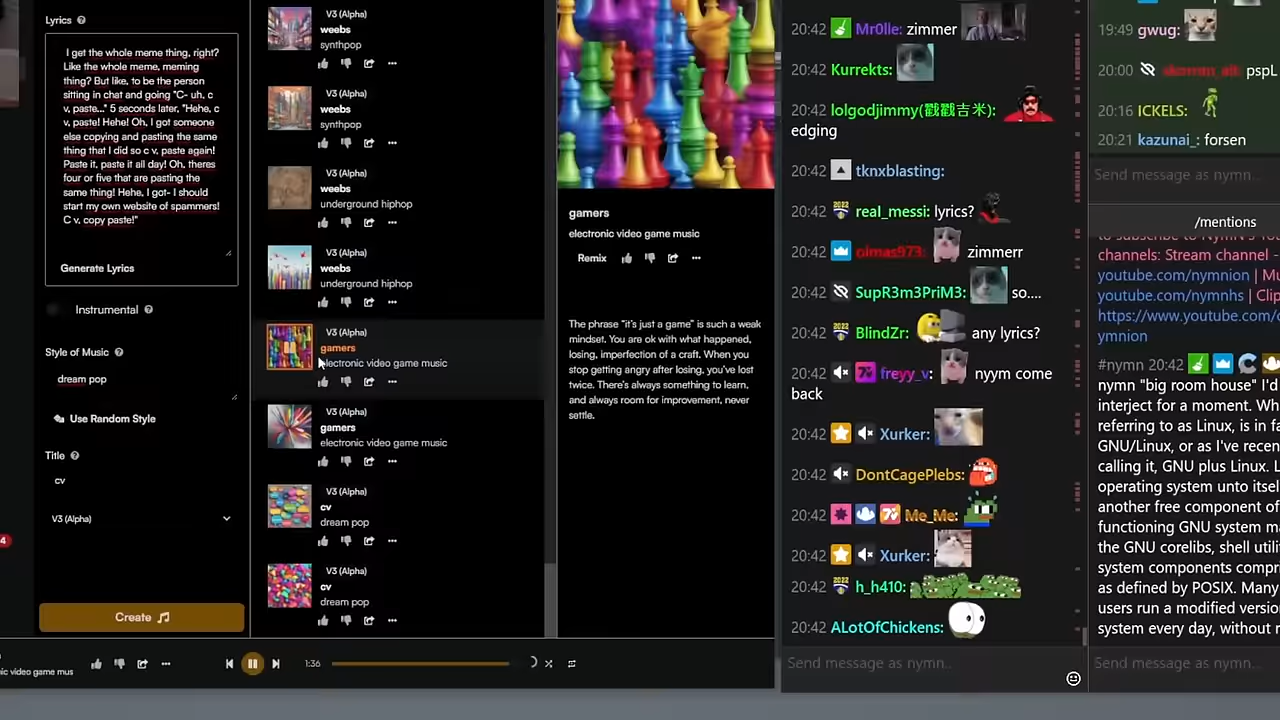 Lyrics
I get the whole meme thing, right?
Like the whole meme, meming
thing? But like, to be the person
sitting in chat and going "C- uh, c
v, paste..." 5 seconds later, "Hehe, c
v, paste! Hehe! Oh, I got someone
else copying and pasting the same
thing that I did so c v, paste again!
Paste it, paste it all day! Oh, theres
four or five that are pasting the
same thing! Hehe, I got- I should
start my own website of spammers!
C v, copy paste!"
Generate Lyrics
Instrumental
Style of Music
dream pop
Use Random Style
Title
cv
V3 (Alpha)
Create
4
V3 (Alpha)
weebs
synthpop
V3 (Alpha)
weebs
synthpop
V3 (Alpha)
weebs
underground hiphop
V3 (Alpha)
weebs
underground hiphop
V3 (Alpha)
gamers
electronic video game music
V3 (Alpha)
gamers
electronic video game music
V3 (Alpha)
cv
dream pop
V3 (Alpha)
cv
dream pop
gamers
electronic video game music
Remix
The phrase "it's just a game" is such a weak
mindset. You are ok with what happened,
losing, imperfection of a craft. When you
stop getting angry after losing, you've lost
twice. There's always something to learn,
and always room for improvement, never
settle.
nic video game mus
1:36
20:42 Mr0lle: zimmer
20:42 Kurrekts:
20:42 lolgodjimmy(戳戳吉米):
edging
20:42 tknxblasting:
20:42 real_messi: lyrics?
20:42 olmas973: zimmerr
20:42 SupR3m3PriM3: so....
20:42 BlindZr: any lyrics?
20:42 freyy_v: nyym come
back
20:42 Xurker:
20:42 DontCagePlebs:
20:42 Me_Me:
20:42 Xurker:
20:42 h_h410:
20:42 ALotOfChickens:
Send message as nymn..
19:49 gwug:
20:00 pspL
20:16 ICKELS:
20:21 kazunai_: forsen
Send message as nymn..
/mentions
to subscribe to NymN's Yo
channels: Stream channel -
youtube.com/nymnion | Mu
youtube.com/nymnhs | Clip
https://www.youtube.com/
ymnion
#nymn 20:42
nymn "big room house" I'd
interject for a moment. Wh
referring to as Linux, is in fa
GNU/Linux, or as I've recen
calling it, GNU plus Linux. L
operating system unto itsel
another free component of
functioning GNU system ma
the GNU corelibs, shell utili
system components compr
as defined by POSIX. Many
users run a modified versio
system every day, without r
Send message as nymn..